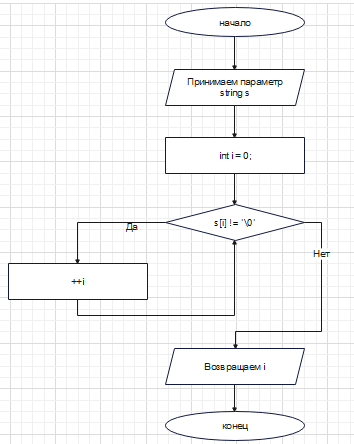 начало
Принимаем параметр
string s
int i = 0;
s[i] != '\0'
Да
Нет
++i
Возвращаем i
конец